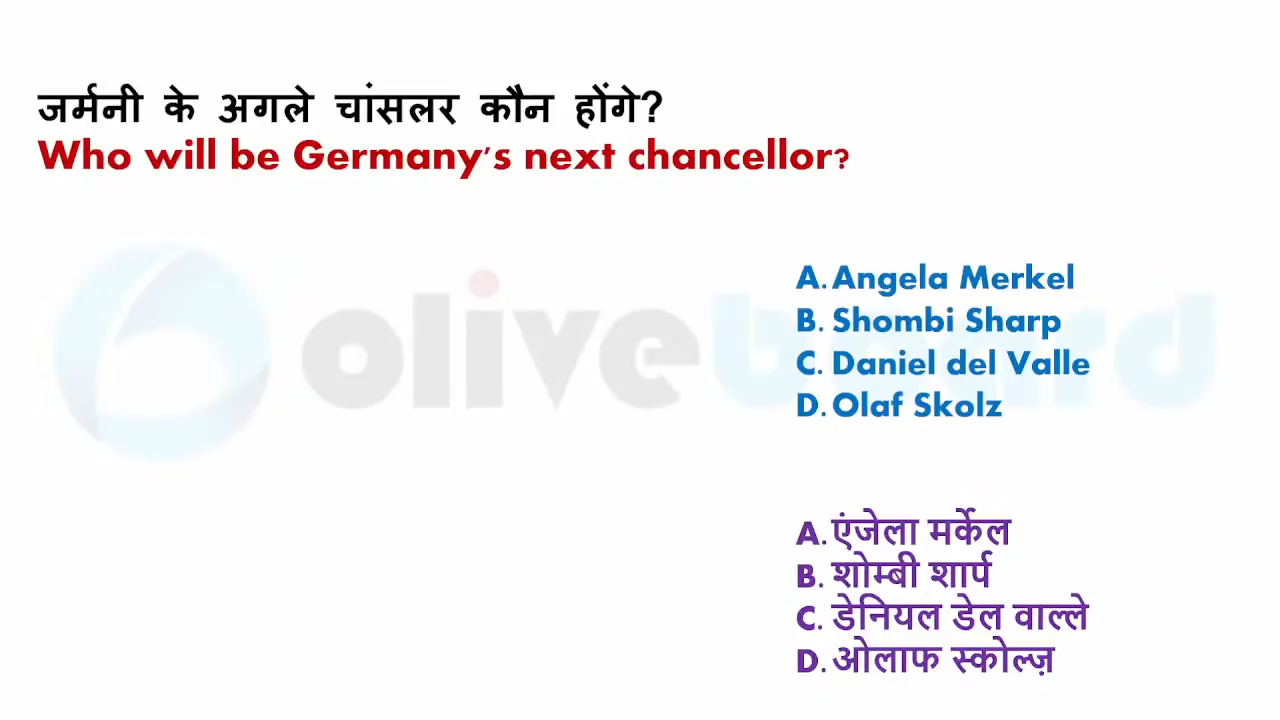 जर्मनी के अगले चांसलर कौन होंगे?
Who will be Germany's next chancellor?
oliveboard
A. Angela Merkel
B. Shombi Sharp
C. Daniel del Valle
D. Olaf Skolz
A. एंजेला मर्केल
B. शोम्बी शार्प
C. डेनियल डेल वाल्ले
D. ओलाफ स्कोल्ज़